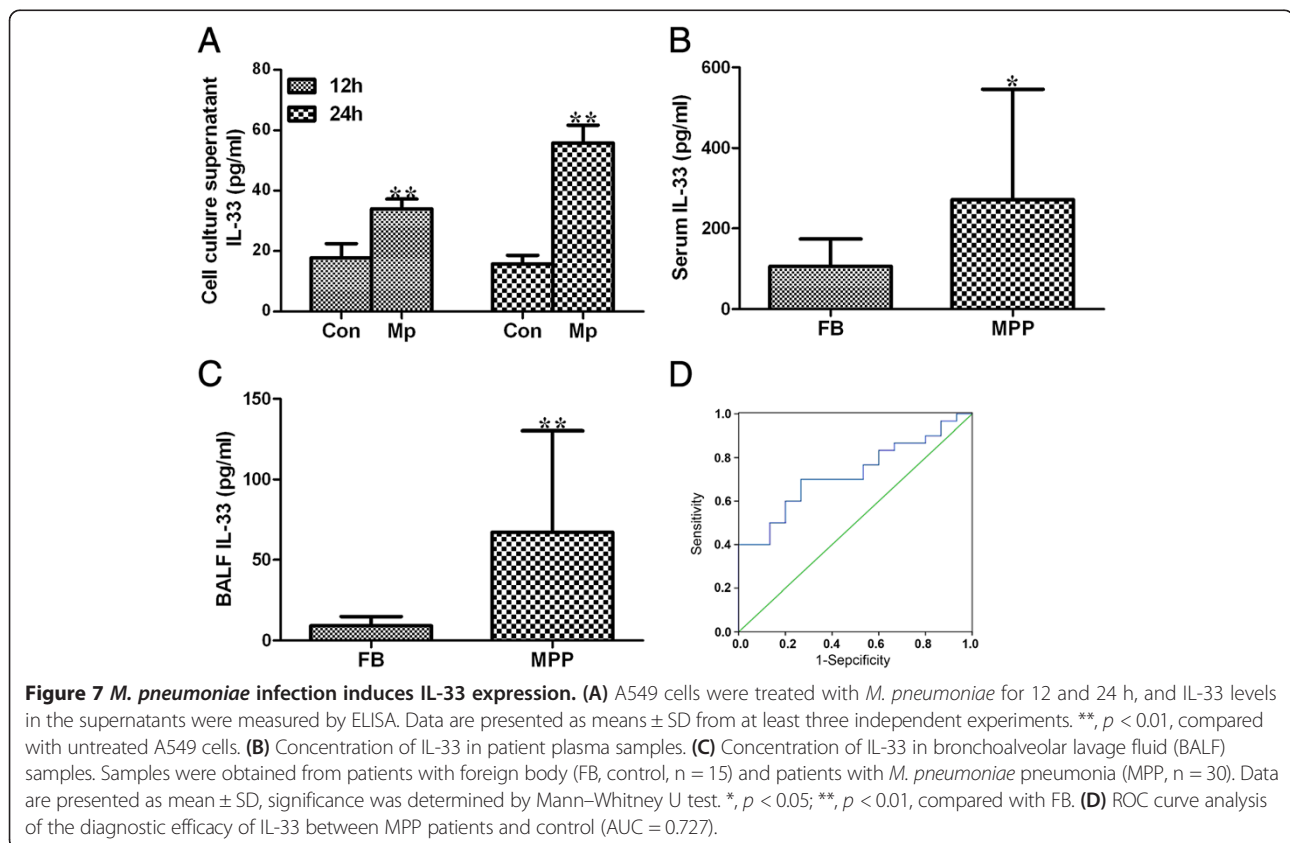 A
Cell culture supernatant
IL-33 (pg/ml)
80
60
40
20
0
12h
24h
**
**
Con
Mp
Con
Mp
B
Serum IL-33 (pg/ml)
600
400
200
0
*
FB
MPP
C
BALF IL-33 (pg/ml)
150
100
50
0
**
FB
MPP
D
Sensitivity
1.0
0.8
0.6
0.4
0.2
0.0
0.0 0.2 0.4 0.6 0.8 1.0
1-Sepcificity
Figure 7 M. pneumoniae infection induces IL-33 expression. (A) A549 cells were treated with M. pneumoniae for 12 and 24 h, and IL-33 levels
in the supernatants were measured by ELISA. Data are presented as means ± SD from at least three independent experiments. **, p < 0.01, compared
with untreated A549 cells. (B) Concentration of IL-33 in patient plasma samples. (C) Concentration of IL-33 in bronchoalveolar lavage fluid (BALF)
samples. Samples were obtained from patients with foreign body (FB, control, n = 15) and patients with M. pneumoniae pneumonia (MPP, n = 30). Data
are presented as mean ± SD, significance was determined by Mann–Whitney U test. *, p < 0.05; **, p < 0.01, compared with FB. (D) ROC curve analysis
of the diagnostic efficacy of IL-33 between MPP patients and control (AUC = 0.727).